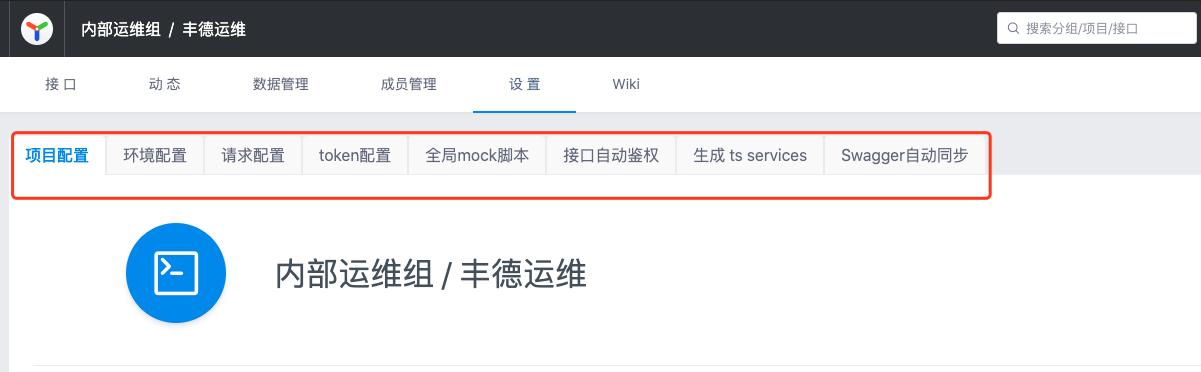 内部运维组 / 丰德运维 搜索分组/项目/接口
接 口 动 态 数据管理 成员管理 设 置 Wiki
项目配置 环境配置 请求配置 token配置 全局mock脚本 接口自动鉴权 生成 ts services Swagger自动同步
内部运维组 / 丰德运维